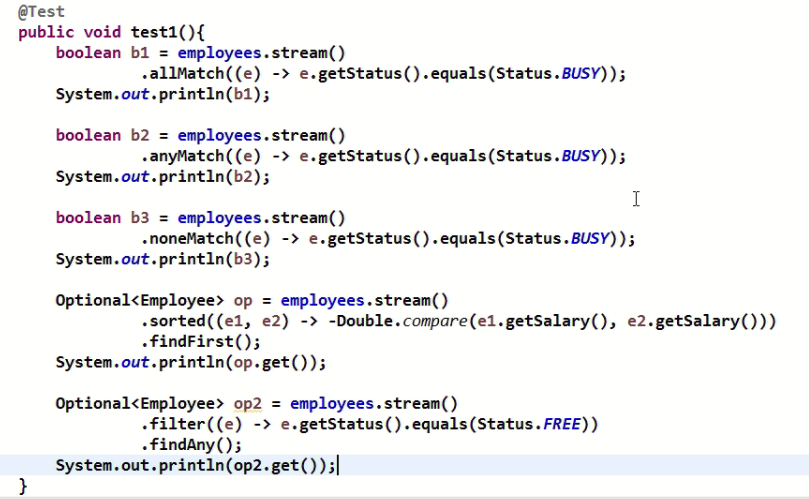 @Test
public void test1(){
    boolean b1 = employees.stream()
            .allMatch((e) -> e.getStatus().equals(Status.BUSY));
    System.out.println(b1);

    boolean b2 = employees.stream()
            .anyMatch((e) -> e.getStatus().equals(Status.BUSY));
    System.out.println(b2);

    boolean b3 = employees.stream()
            .noneMatch((e) -> e.getStatus().equals(Status.BUSY));
    System.out.println(b3);

    Optional<Employee> op = employees.stream()
            .sorted((e1, e2) -> -Double.compare(e1.getSalary(), e2.getSalary()))
            .findFirst();
    System.out.println(op.get());

    Optional<Employee> op2 = employees.stream()
            .filter((e) -> e.getStatus().equals(Status.FREE))
            .findAny();
    System.out.println(op2.get());
}